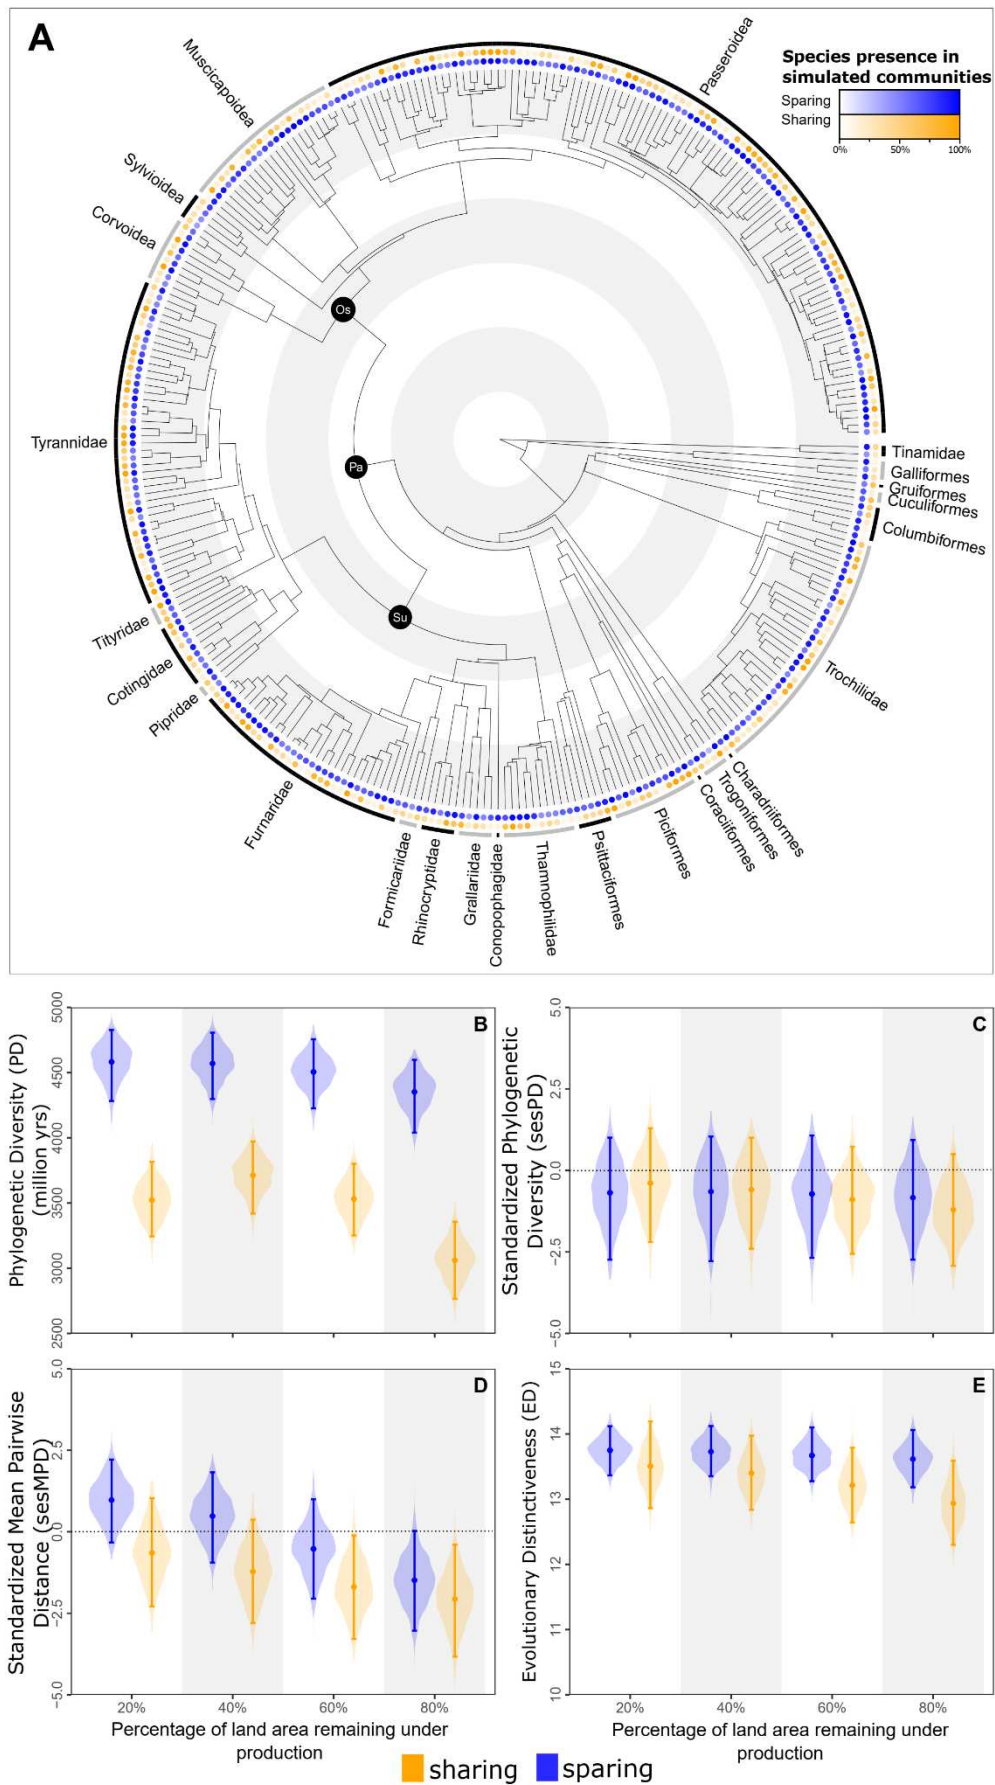 A
Species presence in
simulated communities
Sparing
Sharing
0%
50%
100%
Passeroidea
Muscicapoidea
Sylvioidea
Corvoidea
Tyrannidae
Tityridae
Cotingidae
Pipridae
Furnaridae
Formicariidae
Rhinocryptidae
Grallariidae
Conopophagidae
Thamnophilidae
Psittaciformes
Piciformes
Coraciiformes
Trogoniformes
Charadriiformes
Trochilidae
Columbiformes
Cuculiformes
Gruiformes
Galliformes
Tinamidae
Os
Pa
Su
B
Phylogenetic Diversity (PD)
(million yrs)
5000
4500
4000
3500
3000
2500
C
Standardized Phylogenetic
Diversity (sesPD)
5.0
2.5
0.0
−2.5
−5.0
D
Standardized Mean Pairwise
Distance (sesMPD)
5.0
2.5
0.0
−2.5
−5.0
20%
40%
60%
80%
Percentage of land area remaining under
production
E
Evolutionary Distinctiveness (ED)
15
14
13
12
11
10
20%
40%
60%
80%
Percentage of land area remaining under
production
sharing
sparing